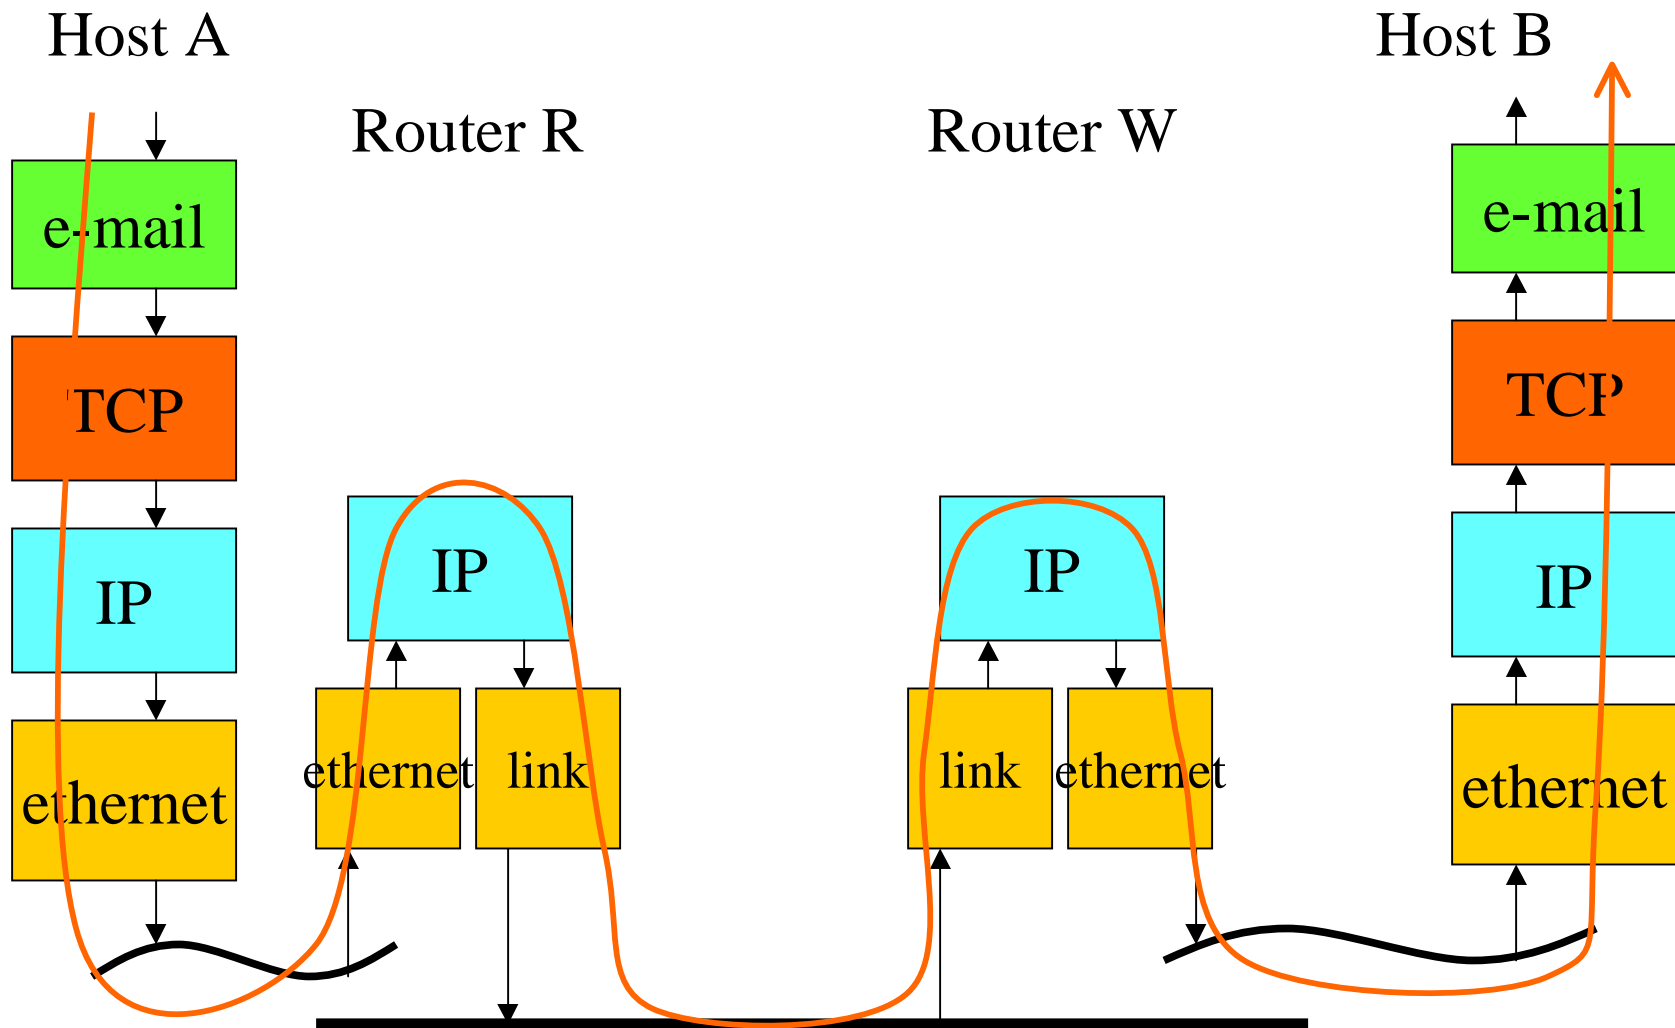 Host A
Host B
Router R
Router W
e-mail
e-mail
TCP
TCP
IP
IP
IP
IP
ethernet
link
link
ethernet
ethernet
ethernet